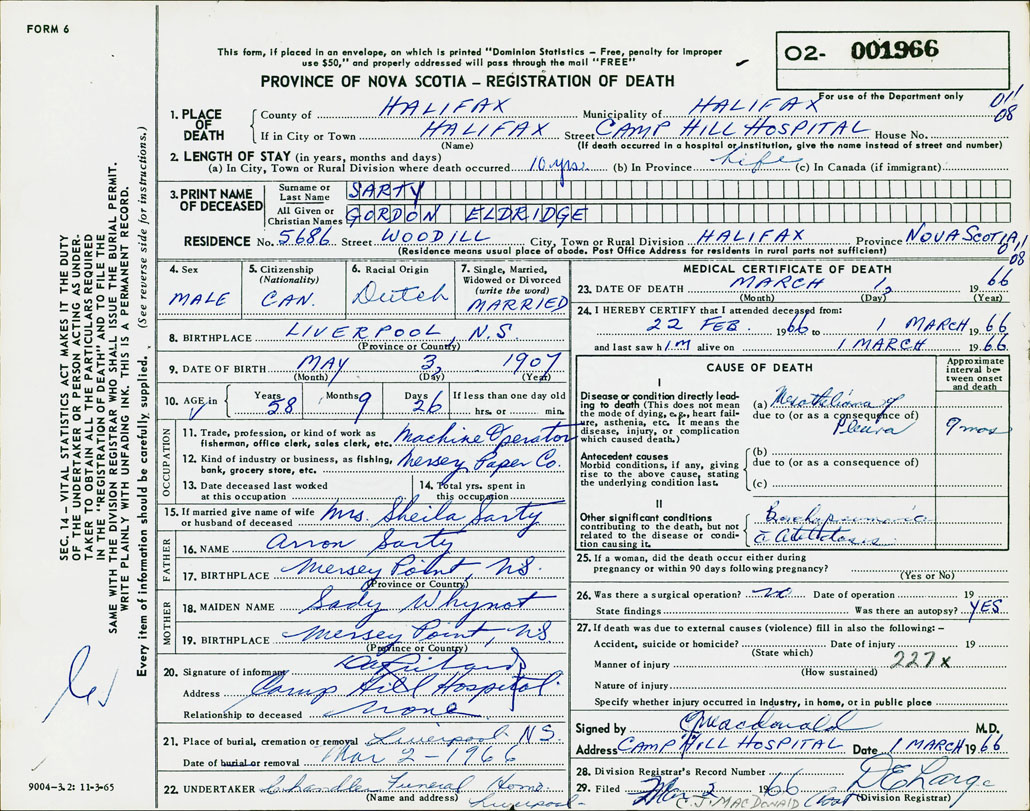 FORM 6
This form, if placed in an envelope, on which is printed "Dominion Statistics – Free, penalty for improper
use $50," and properly addressed will pass through the mail "FREE"
PROVINCE OF NOVA SCOTIA – REGISTRATION OF DEATH
02- 001966
For use of the Department only
011
08
1. PLACE OF DEATH
County of HALIFAX Municipality of HALIFAX
If in City or Town HALIFAX Street CAMP HILL HOSPITAL House No.
(Name) (If death occurred in a hospital or institution, give the name instead of street and number)
2. LENGTH OF STAY (in years, months and days)
(a) In City, Town or Rural Division where death occurred 10 yrs. (b) In Province Life (c) In Canada (if immigrant)
3. PRINT NAME OF DECEASED
Surname or Last Name SARTY
All Given or Christian Names GORDON ELDRIDGE
RESIDENCE No. 5686 Street WOODILL City, Town or Rural Division HALIFAX Province NOVA SCOTIA
(Residence means usual place of abode. Post Office Address for residents in rural parts not sufficient)
08
4. Sex MALE
5. Citizenship (Nationality) CAN.
6. Racial Origin Dutch
7. Single, Married, Widowed or Divorced (write the word) MARRIED
8. BIRTHPLACE LIVERPOOL, N.S.
(Province or County)
9. DATE OF BIRTH MAY 3, 1907
(Month) (Day) (Year)
10. AGE in Years 58 Months 9 Days 26 If less than one day old
hrs. or min.
OCCUPATION
11. Trade, profession, or kind of work as
fisherman, office clerk, sales clerk, etc. Machine Operator
12. Kind of industry or business, as fishing,
bank, grocery store, etc. Mersey Paper Co.
13. Date deceased last worked
at this occupation
14. Total yrs. spent in
this occupation
15. If married give name of wife
or husband of deceased Mrs. Sheila Sarty
FATHER
16. NAME Arron Sarty
17. BIRTHPLACE Mersey Point, N.S.
(Province or County)
MOTHER
18. MAIDEN NAME Sady Whynot
19. BIRTHPLACE Mersey Point, NS
(Province or County)
20. Signature of informant
Address Camp Hill Hospital
Relationship to deceased none
21. Place of burial, cremation or removal Liverpool N.S.
Date of burial or removal Mar 2 – 1966
22. UNDERTAKER Chandler Funeral Home
(Name and address) Liverpool
MEDICAL CERTIFICATE OF DEATH
23. DATE OF DEATH MARCH 1, 1966
(Month) (Day) (Year)
24. I HEREBY CERTIFY that I attended deceased from:
22 FEB. 1966 to 1 MARCH 1966
and last saw h I.M alive on 1 MARCH 1966
CAUSE OF DEATH
Approximate interval between onset and death
I
Disease or condition directly leading to death (This does not
mean the mode of dying, e.g., heart failure, asthenia, etc. It means the
disease, injury, or complication
which caused death.)
(a) Mesothelioma of
due to (or as a consequence of)
Pleura 9 mos
Antecedent causes
Morbid conditions, if any, giving
rise to the above cause, stating
the underlying condition last.
(b)
due to (or as a consequence of)
(c)
II
Other significant conditions
contributing to the death, but not
related to the disease or condition causing it.
Bronchopneumonia
25. If a woman, did the death occur either during
pregnancy or within 90 days following pregnancy?
(Yes or No)
26. Was there a surgical operation? no Date of operation 19
State findings Was there an autopsy? YES
27. If death was due to external causes (violence) fill in also the following: –
Accident, suicide or homicide? Date of injury 19
(State which)
Manner of injury 227x
(How sustained)
Nature of injury
Specify whether injury occurred in Industry, in home, or in public place
Signed by CJMacdonald M.D.
Address CAMP HILL HOSPITAL Date 1 MARCH 1966
28. Division Registrar's Record Number
29. Filed Mar 2 1966
(Division Registrar)
C. J. MACDONALD
SEC. 14 – VITAL STATISTICS ACT MAKES IT THE DUTY
OF THE UNDERTAKER OR PERSON ACTING AS UNDERTAKER TO OBTAIN ALL THE PARTICULARS REQUIRED
IN THE "REGISTRATION OF DEATH" AND TO FILE THE
SAME WITH THE DIVISION REGISTRAR WHO SHALL ISSUE THE BURIAL PERMIT.
WRITE PLAINLY WITH UNFADING INK. THIS IS A PERMANENT RECORD.
Every item of information should be carefully supplied. (See reverse side for instructions.)
9004-3.21 11-3-65